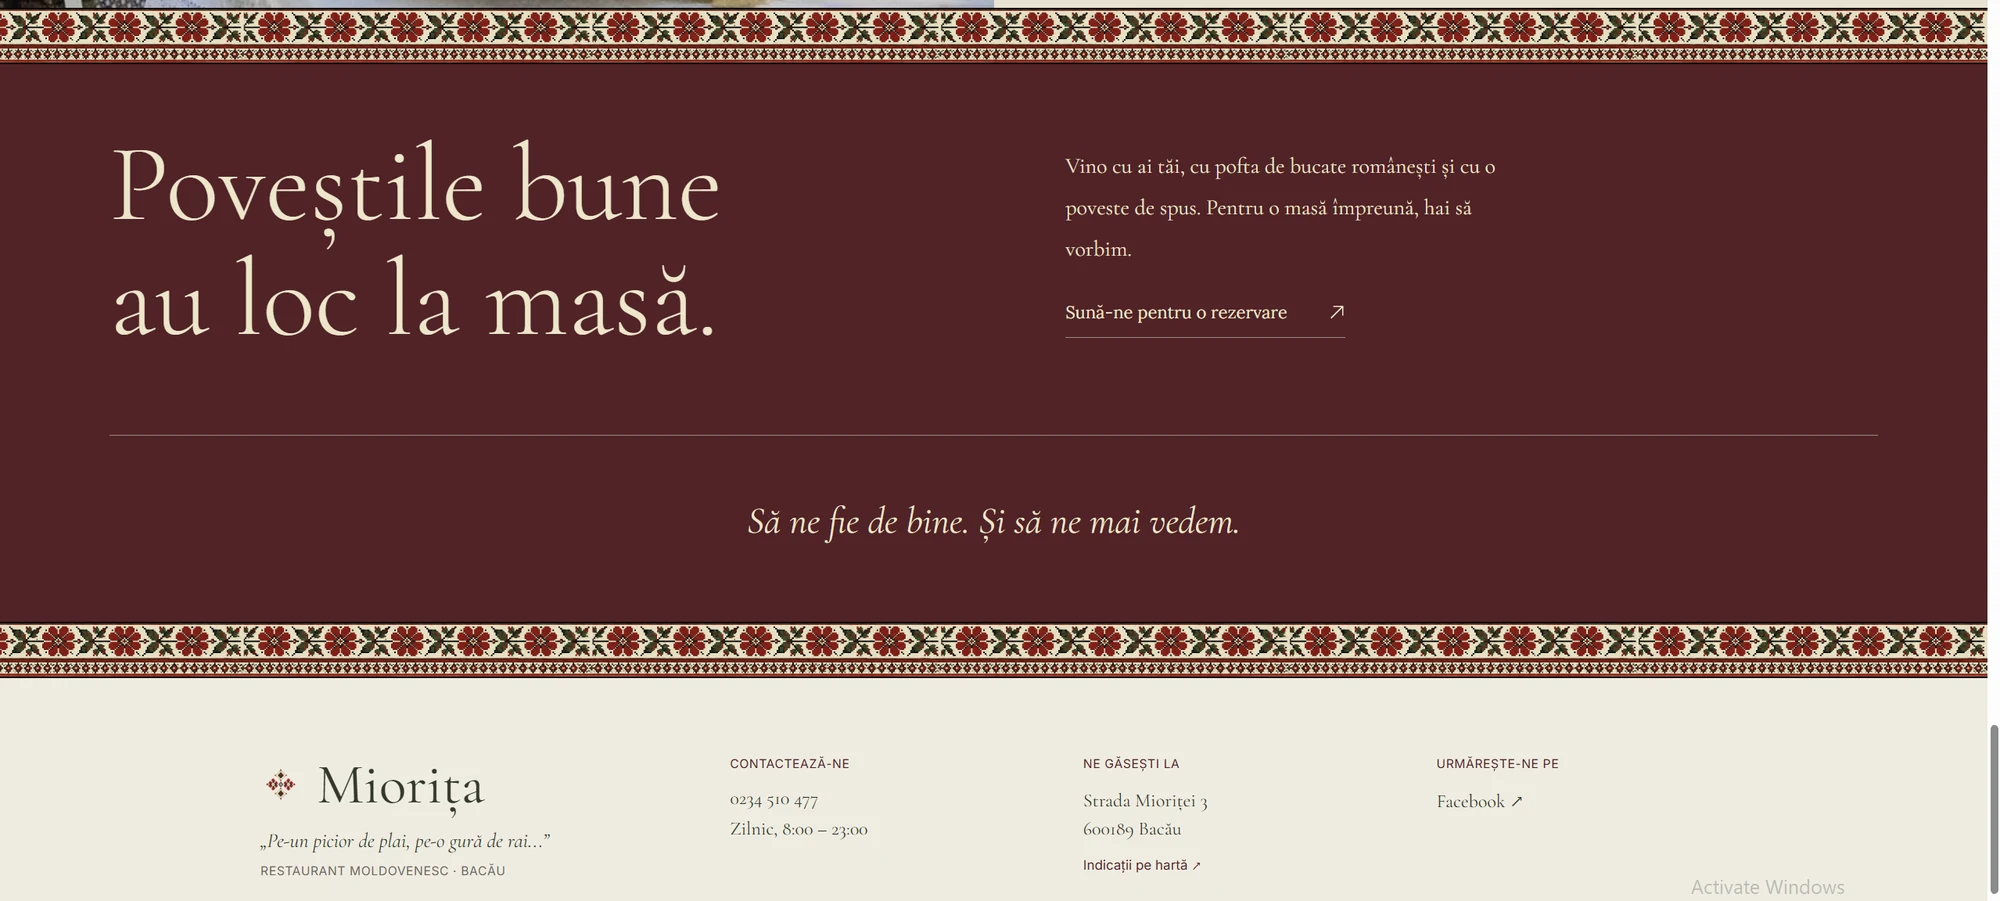 Poveștile bune
au loc la masă.
Vino cu ai tăi, cu pofta de bucate românești și cu o
poveste de spus. Pentru o masă împreună, hai să
vorbim.
Sună-ne pentru o rezervare ↗
Să ne fie de bine. Și să ne mai vedem.
Miorița
„Pe-un picior de plai, pe-o gură de rai...”
RESTAURANT MOLDOVENESC · BACĂU
CONTACTEAZĂ-NE
0234 510 477
Zilnic, 8:00 – 23:00
NE GĂSEȘTI LA
Strada Mioriței 3
600189 Bacău
Indicații pe hartă ↗
URMĂREȘTE-NE PE
Facebook ↗
Activate Windows